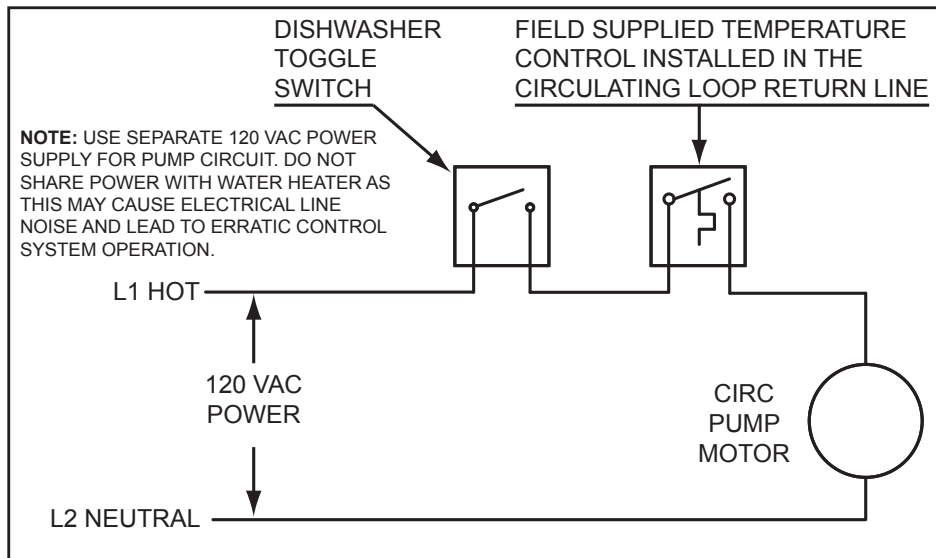 DISHWASHER
TOGGLE
SWITCH
FIELD SUPPLIED TEMPERATURE
CONTROL INSTALLED IN THE
CIRCULATING LOOP RETURN LINE
NOTE: USE SEPARATE 120 VAC POWER
SUPPLY FOR PUMP CIRCUIT. DO NOT
SHARE POWER WITH WATER HEATER AS
THIS MAY CAUSE ELECTRICAL LINE
NOISE AND LEAD TO ERRATIC CONTROL
SYSTEM OPERATION.
L1 HOT
120 VAC
POWER
CIRC
PUMP
MOTOR
L2 NEUTRAL